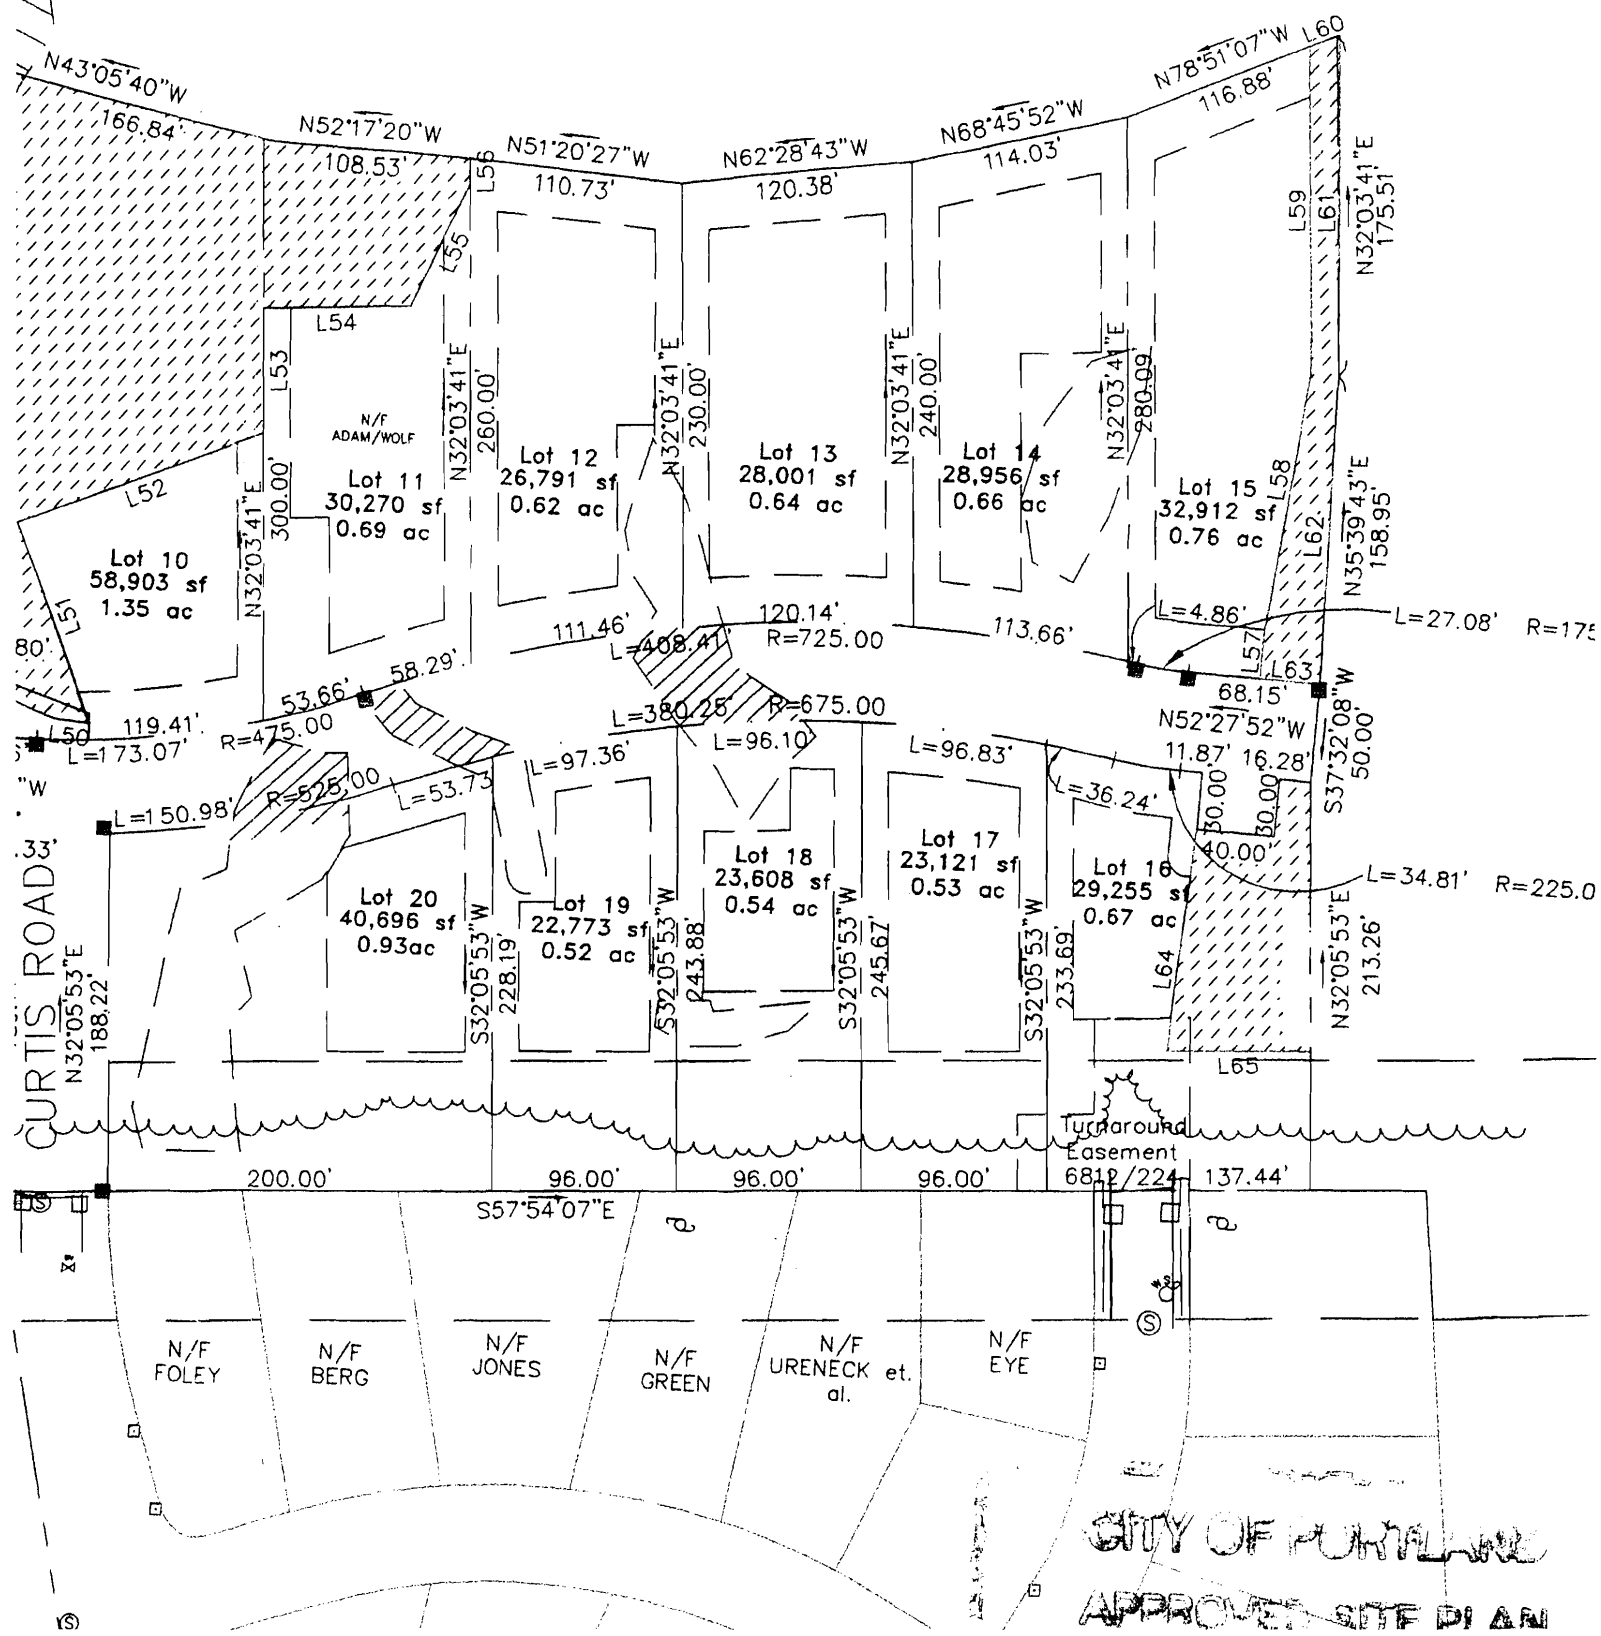 L60
N78°51'07"W
116.88'
N43°05'40"W
166.84'
N52°17'20"W
108.53'
L56
N51°20'27"W
110.73'
N62°28'43"W
120.38'
N68°45'52"W
114.03'
L59
L61
N32°03'41"E
175.51'
L55
L54
L53
N/F
ADAM/WOLF
Lot 11
30,270 sf
0.69 ac
N32°03'41"E
260.00'
Lot 12
26,791 sf
0.62 ac
N32°03'41"E
230.00'
Lot 13
28,001 sf
0.64 ac
N32°03'41"E
240.00'
Lot 14
28,956 sf
0.66 ac
N32°03'41"E
280.09'
Lot 15
32,912 sf
0.76 ac
L58
L62
N35°39'43"E
158.95'
L52
N32°03'41"E
300.00'
Lot 10
58,903 sf
1.35 ac
L51
80'
L50
119.41'
L=173.07'
53.66'
R=475.00
58.29'
111.46'
L=408.41'
120.14'
R=725.00
113.66'
L=4.86'
L=27.08'
L57
L63
68.15'
N52°27'52"W
S37°32'08"W
50.00'
"W
L=150.98'
R=525.00
L=53.73
L=97.36'
L=380.25'
R=675.00
L=96.10
L=96.83'
L=36.24'
11.87'
16.28'
30.00'
30.00'
40.00'
L=34.81'
.33'
CURTIS ROAD
N32°05'53"E
188.22'
Lot 20
40,696 sf
0.93ac
S32°05'53"W
228.19'
Lot 19
22,773 sf
0.52 ac
S32°05'53"W
243.88'
Lot 18
23,608 sf
0.54 ac
S32°05'53"W
245.67'
Lot 17
23,121 sf
0.53 ac
S32°05'53"W
233.69'
Lot 16
29,255 sf
0.67 ac
L64
N32°05'53"E
213.26'
L65
Turnaround
Easement
6812/224
200.00'
96.00'
96.00'
96.00'
137.44'
S57°54'07"E
S
S
N/F
FOLEY
N/F
BERG
N/F
JONES
N/F
GREEN
N/F
URENECK et.
al.
N/F
EYE
CITY OF PORTLAND
APPROVED SITE PLAN
S